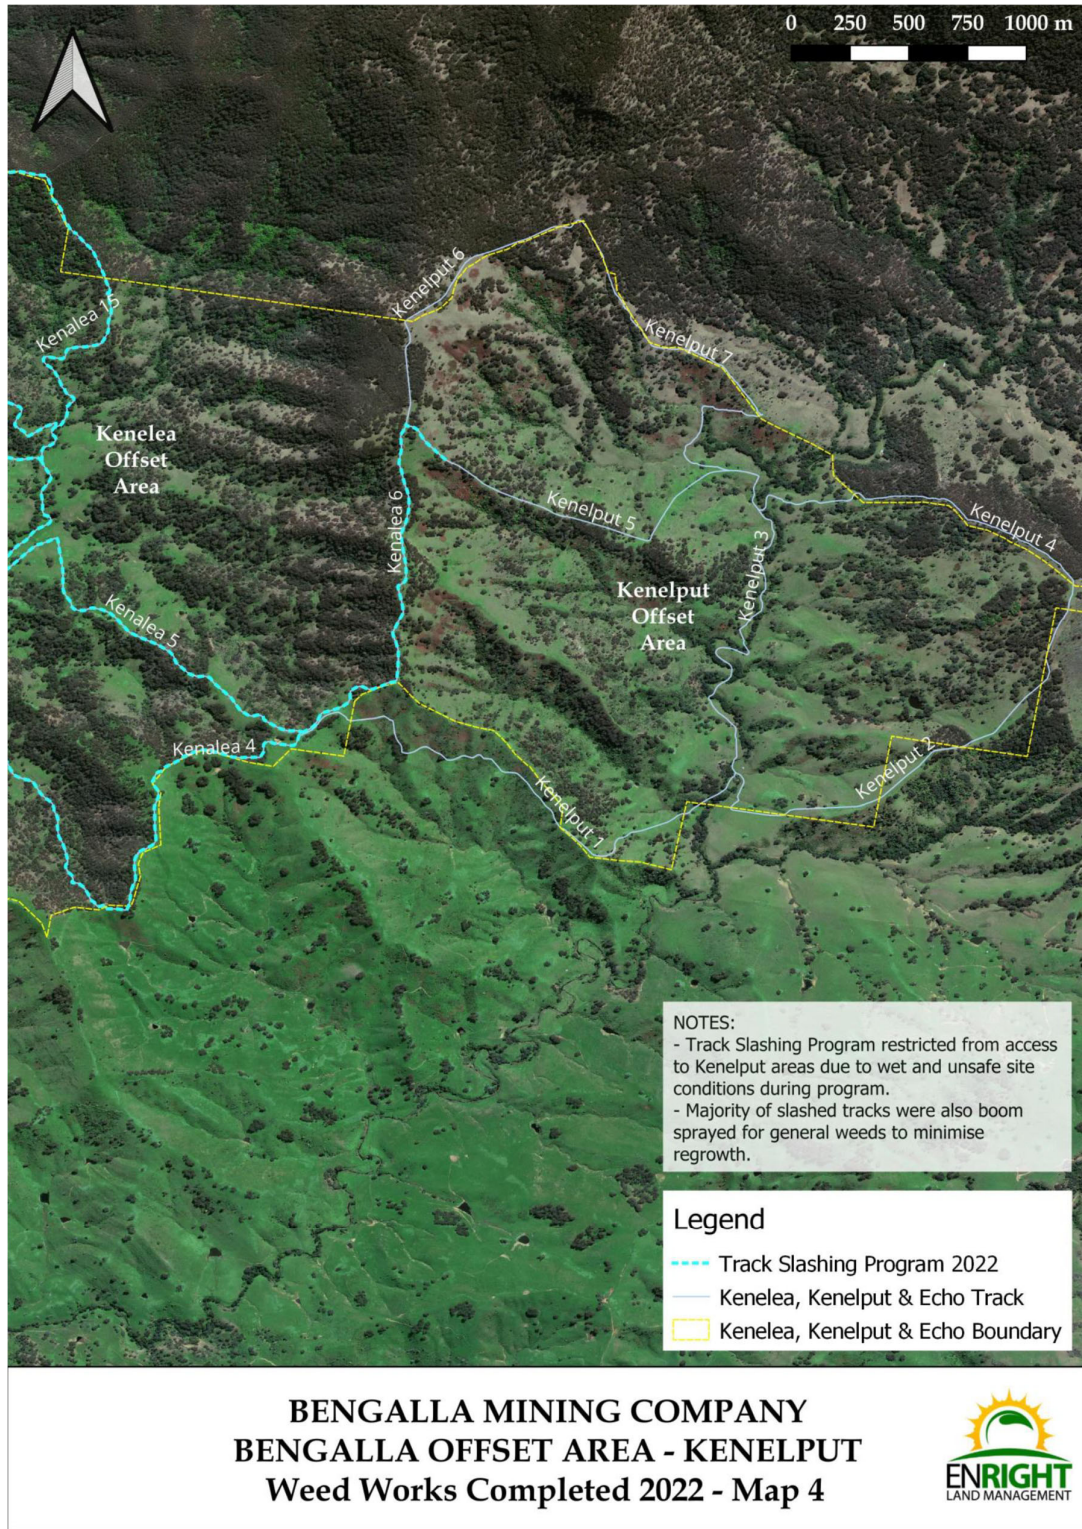 0 250 500 750 1000 m
Kenelput 6
Kenalea 15
Kenelput 7
Kenelea
Offset
Area
Kenalea 6
Kenelput 5
Kenelput 4
Kenelput 3
Kenelput
Offset
Area
Kenalea 5
Kenalea 4
Kenelput 2
Kenelput 1
NOTES:
- Track Slashing Program restricted from access
to Kenelput areas due to wet and unsafe site
conditions during program.
- Majority of slashed tracks were also boom
sprayed for general weeds to minimise
regrowth.
Legend
Track Slashing Program 2022
Kenelea, Kenelput & Echo Track
Kenelea, Kenelput & Echo Boundary
BENGALLA MINING COMPANY
BENGALLA OFFSET AREA - KENELPUT
Weed Works Completed 2022 - Map 4
ENRIGHT
LAND MANAGEMENT